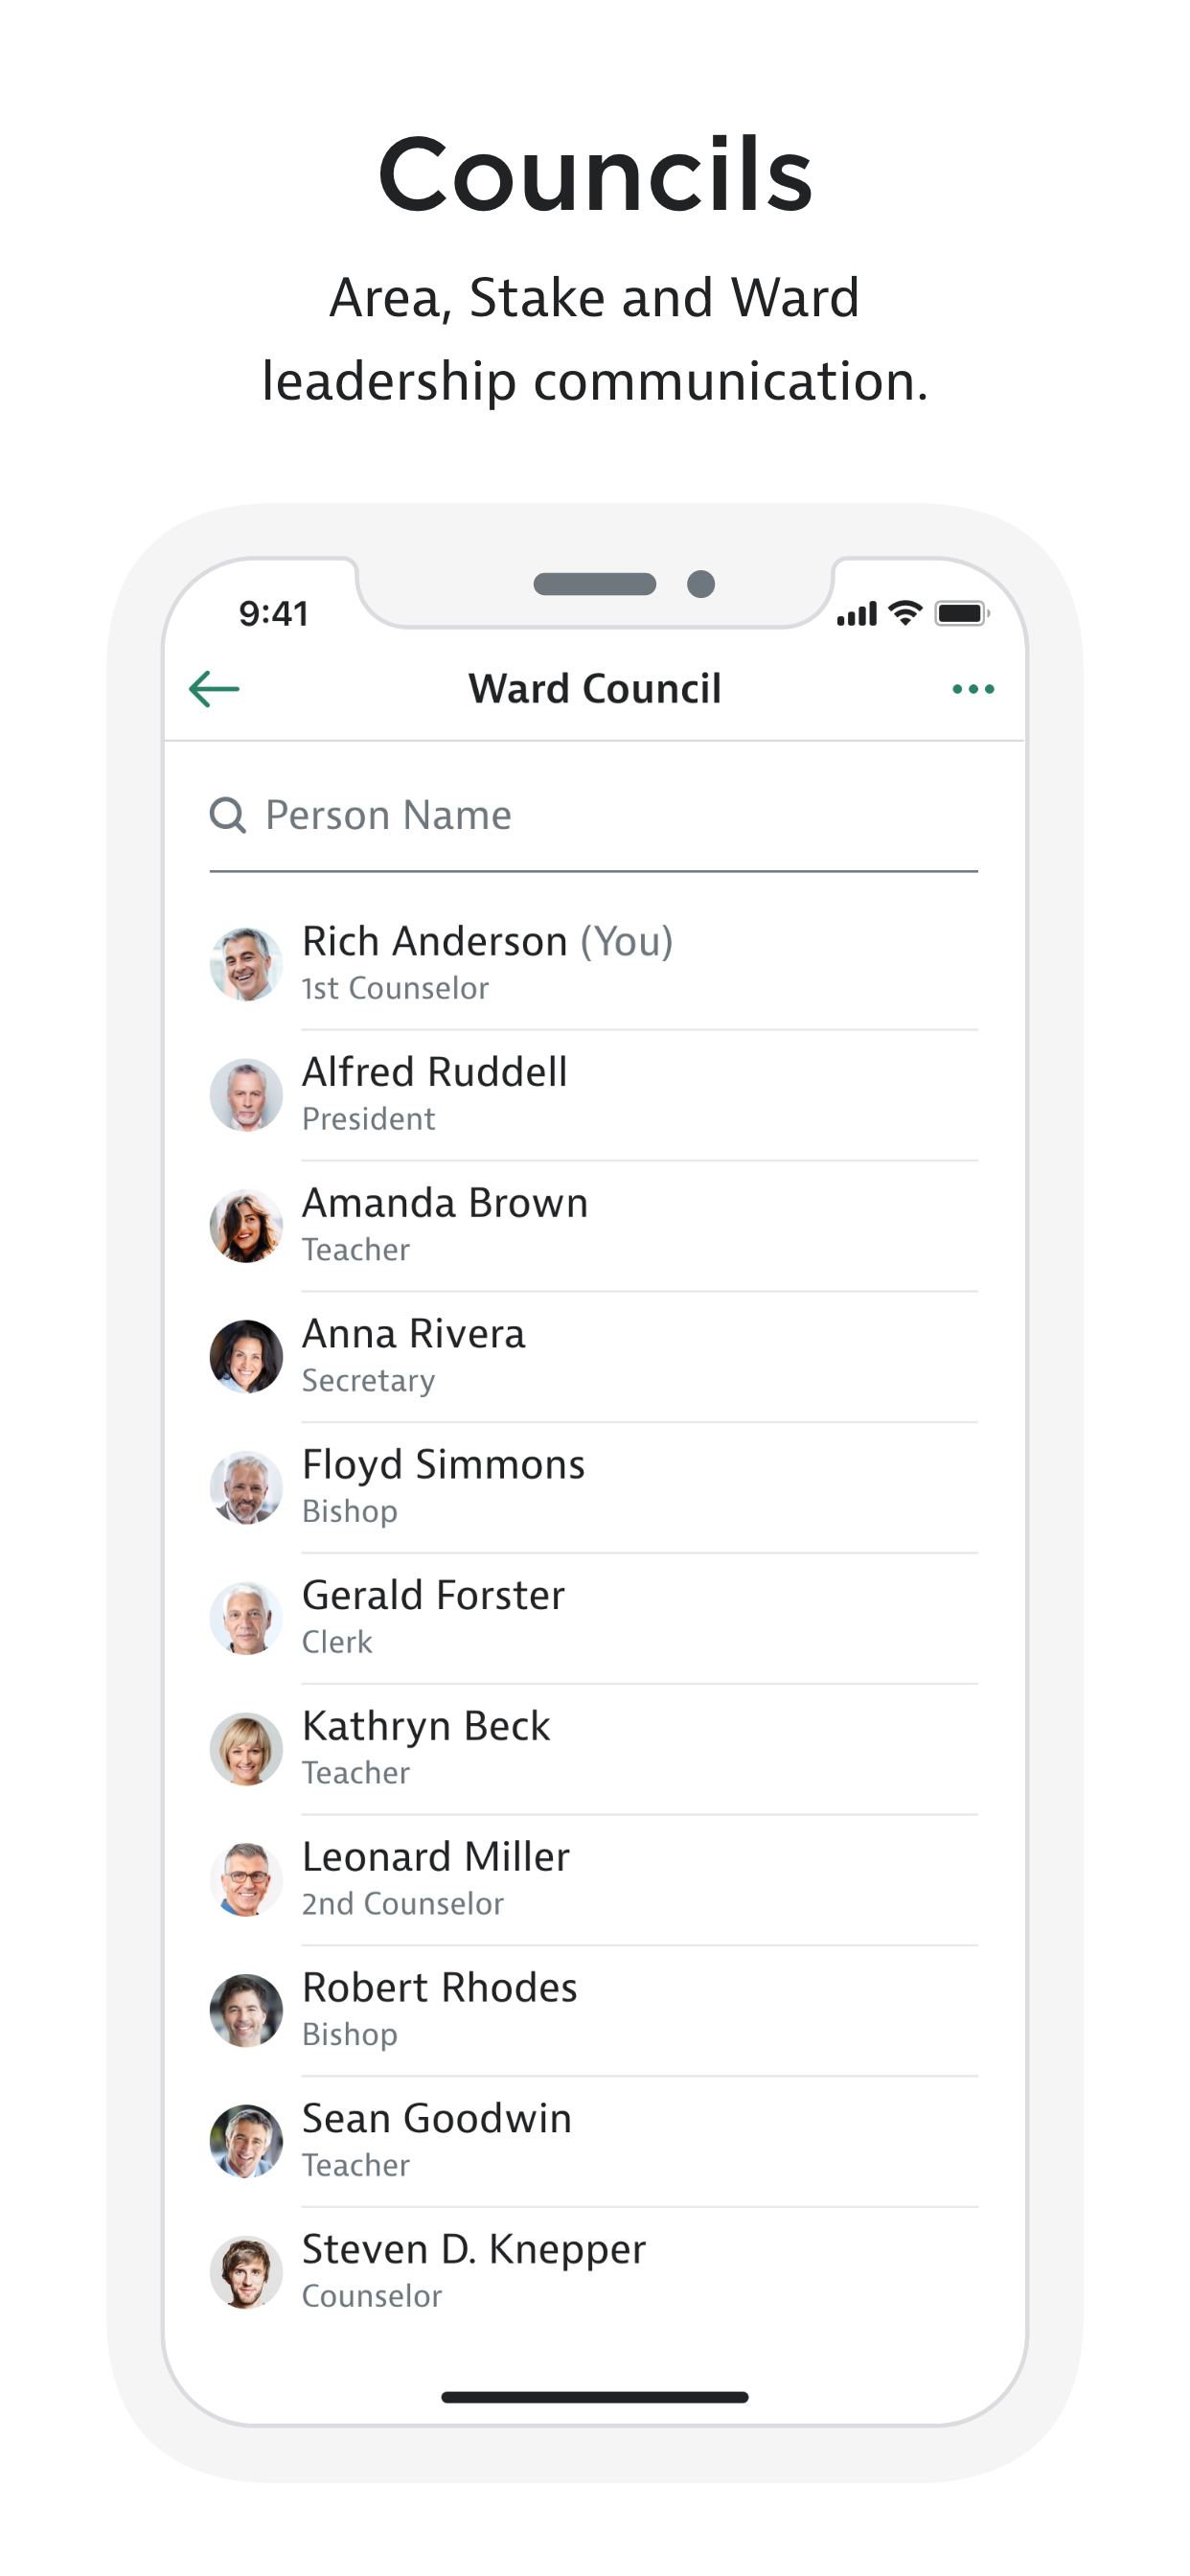 Councils
Area, Stake and Ward
leadership communication.
9:41
Ward Council
Person Name
Rich Anderson (You)
1st Counselor
Alfred Ruddell
President
Amanda Brown
Teacher
Anna Rivera
Secretary
Floyd Simmons
Bishop
Gerald Forster
Clerk
Kathryn Beck
Teacher
Leonard Miller
2nd Counselor
Robert Rhodes
Bishop
Sean Goodwin
Teacher
Steven D. Knepper
Counselor